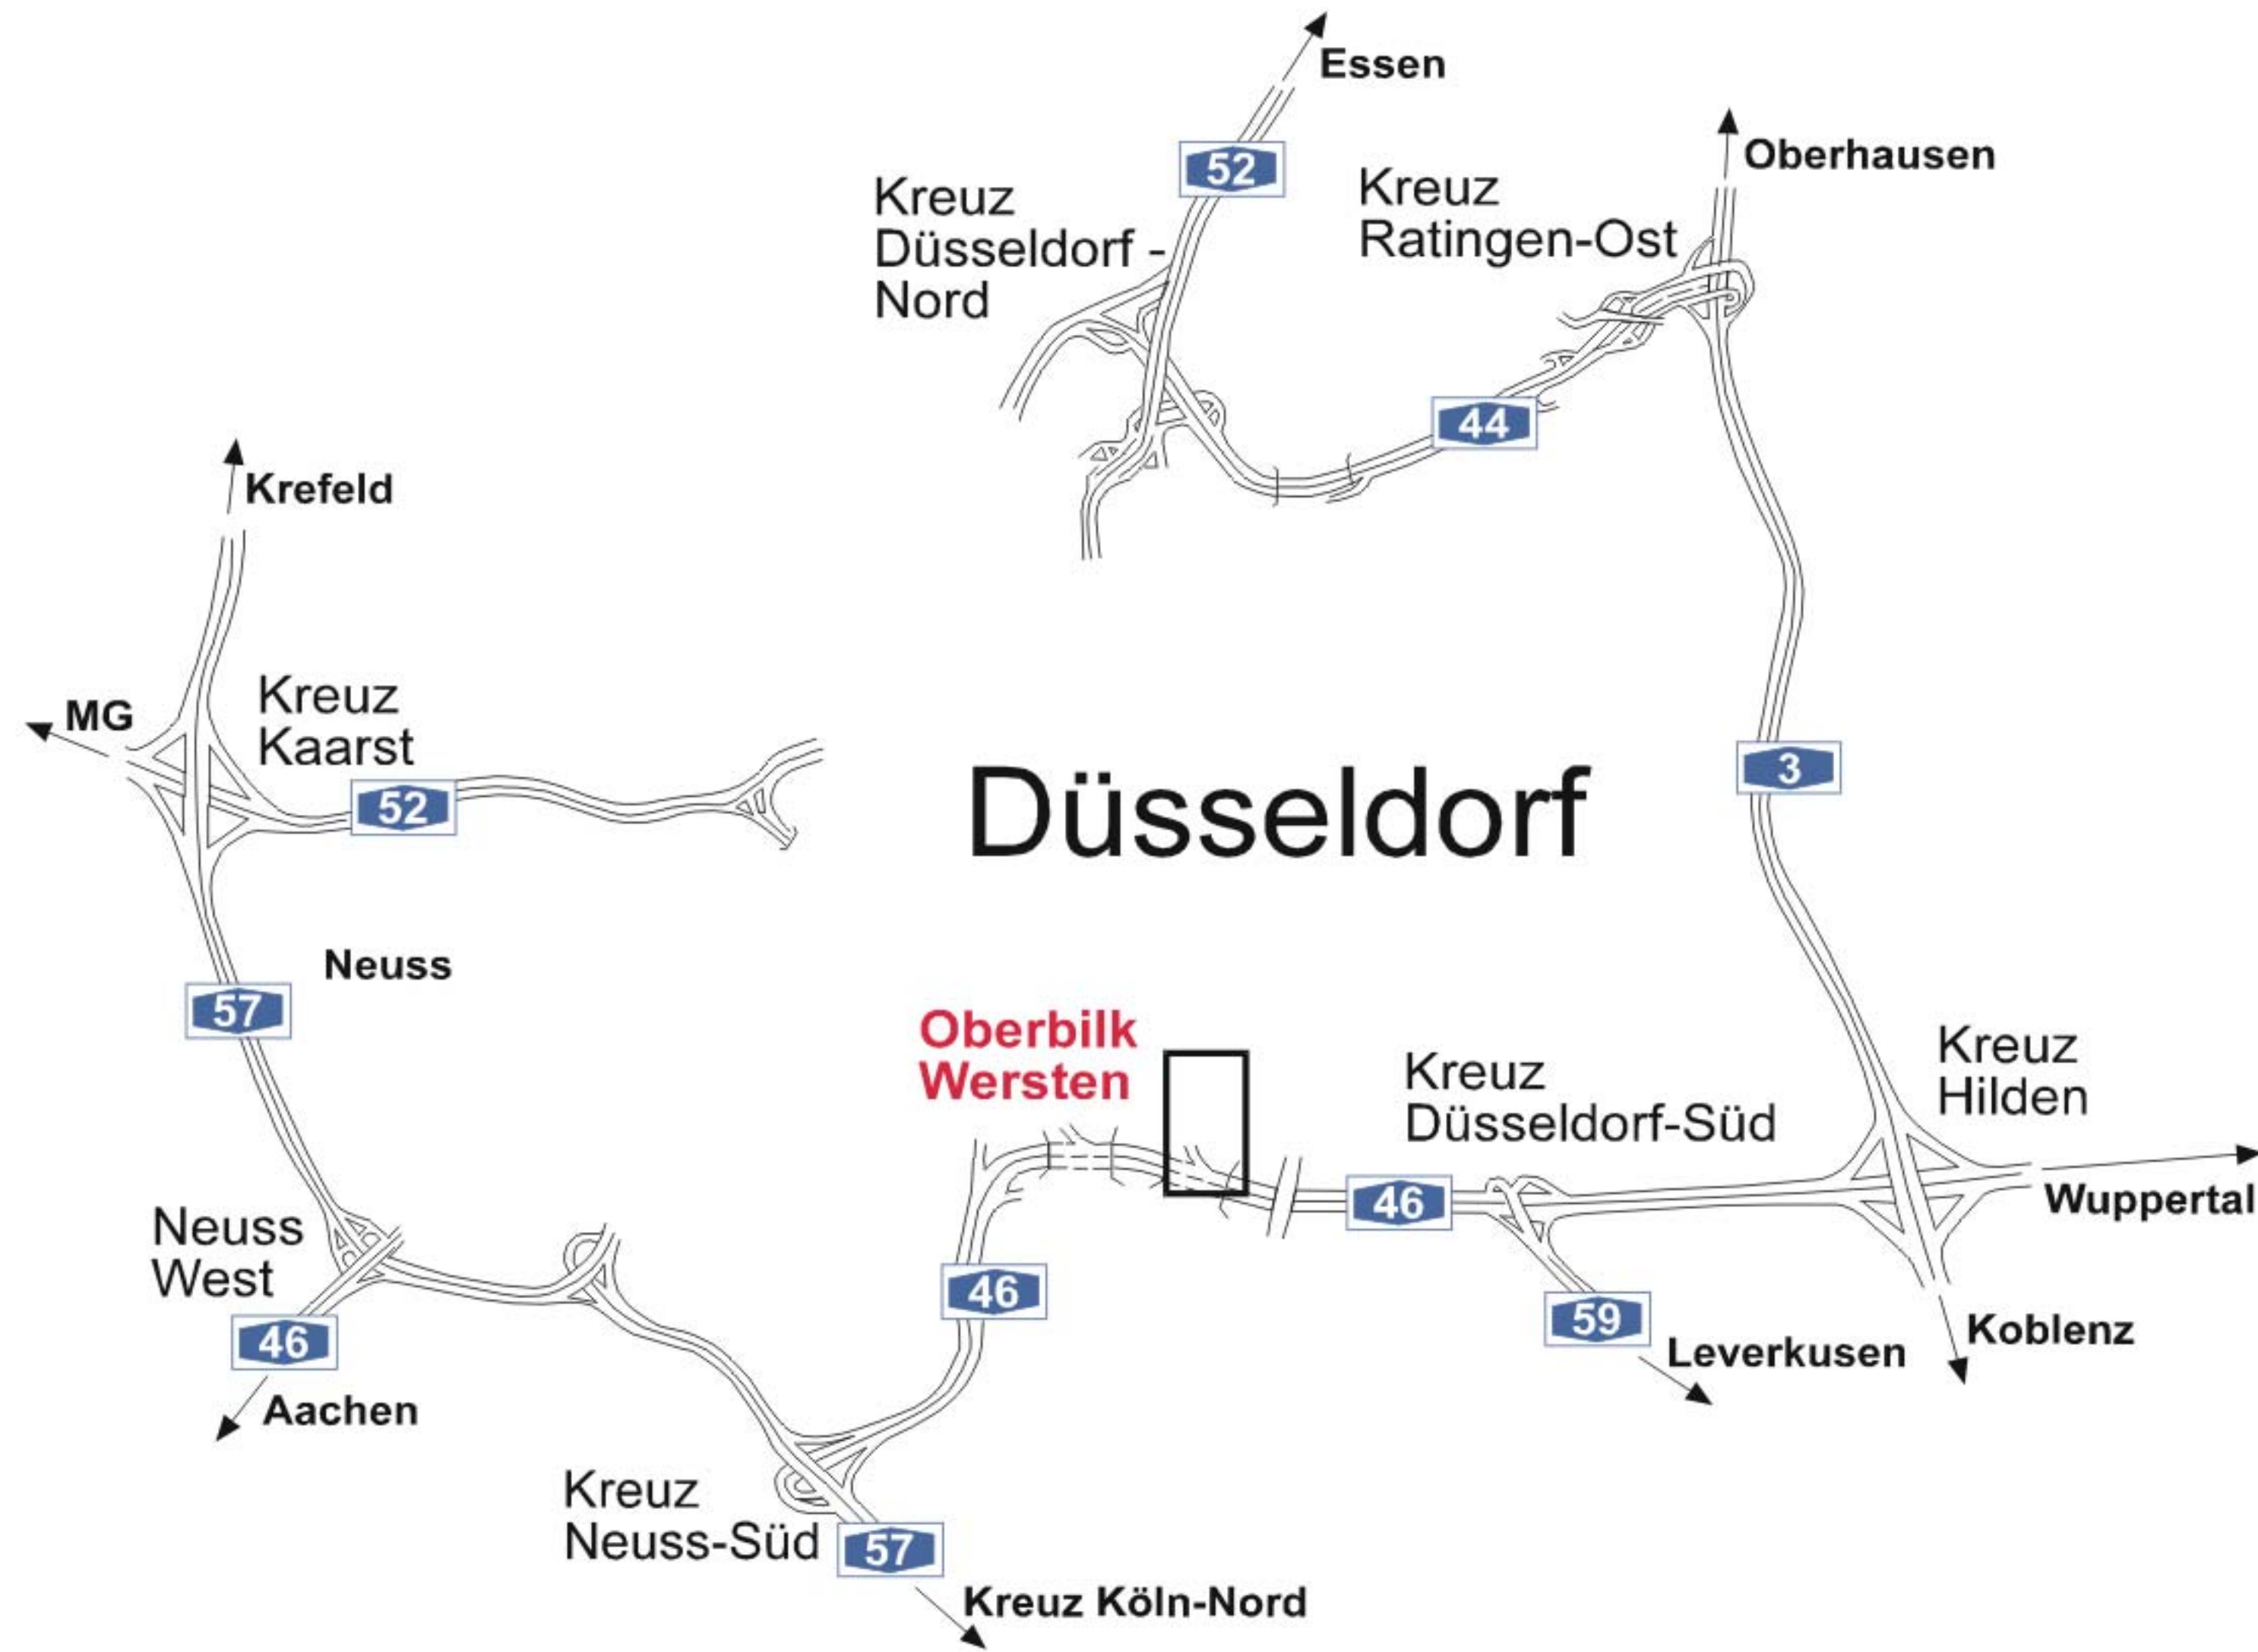 Essen
52
Oberhausen
Kreuz
Düsseldorf -
Nord
Kreuz
Ratingen-Ost
44
Krefeld
MG
Kreuz
Kaarst
52
Düsseldorf
3
Neuss
57
Oberbilk
Wersten
Kreuz
Düsseldorf-Süd
Kreuz
Hilden
Wuppertal
46
Neuss
West
46
46
59
Leverkusen
Koblenz
Aachen
Kreuz
Neuss-Süd
57
Kreuz Köln-Nord